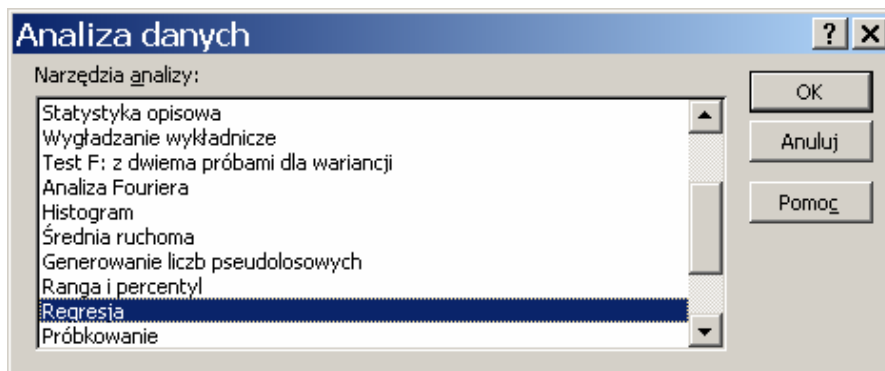 Analiza danych
Narzędzia analizy:
Statystyka opisowa
Wygładzanie wykładnicze
Test F: z dwiema próbami dla wariancji
Analiza Fouriera
Histogram
Średnia ruchoma
Generowanie liczb pseudolosowych
Ranga i percentyl
Regresja
Próbkowanie
OK
Anuluj
Pomoc